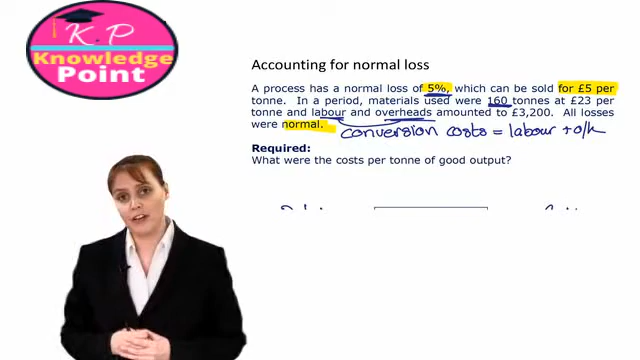 K.P
Knowledge
Point
Accounting for normal loss
A process has a normal loss of 5%, which can be sold for £5 per
tonne. In a period, materials used were 160 tonnes at £23 per
tonne and labour and overheads amounted to £3,200. All losses
were normal. conversion costs = labour + o/h
Required:
What were the costs per tonne of good output?